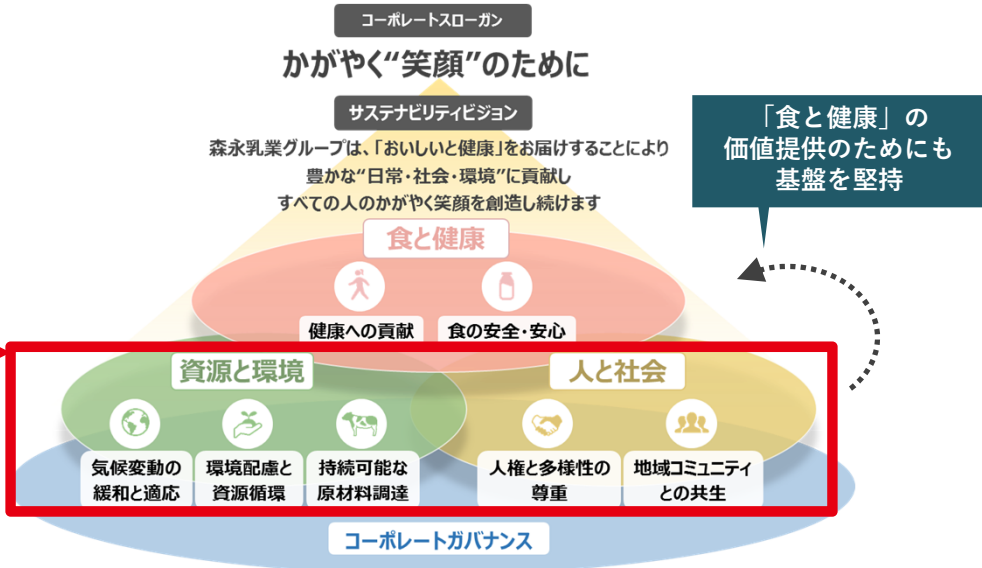 コーポレートスローガン
かがやく“笑顔”のために
サステナビリティビジョン
森永乳業グループは、「おいしいと健康」をお届けすることにより
豊かな“日常・社会・環境”に貢献し
すべての人のかがやく笑顔を創造し続けます
「食と健康」の
価値提供のためにも
基盤を堅持
食と健康
健康への貢献
食の安全・安心
資源と環境
気候変動の
緩和と適応
環境配慮と
資源循環
持続可能な
原材料調達
人と社会
人権と多様性の
尊重
地域コミュニティ
との共生
コーポレートガバナンス